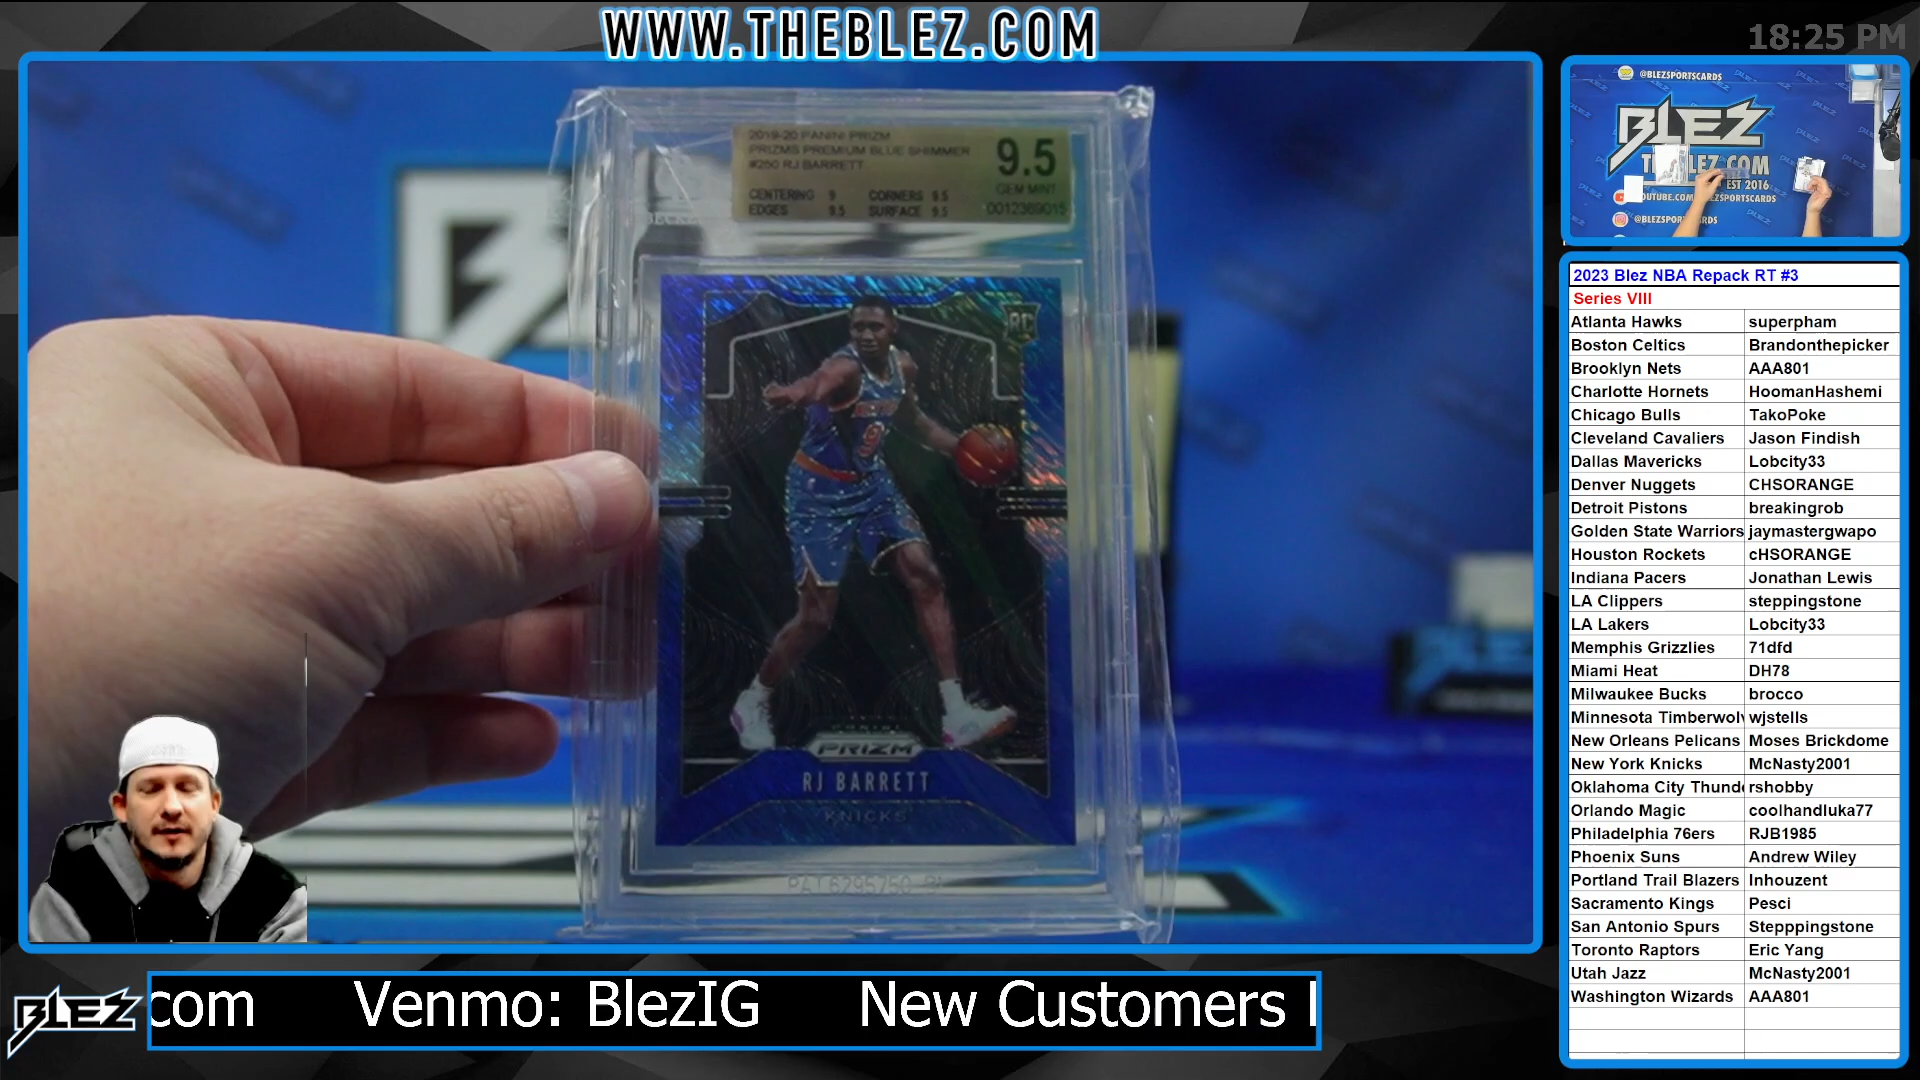 WWW.THEBLEZ.COM
18:25 PM
2019-20 PANINI PRIZM
PRIZMS PREMIUM BLUE SHIMMER
#250 RJ BARRETT
9.5
GEM MINT
CENTERING 9 CORNERS 9.5
EDGES 9.5 SURFACE 9.5
0012369015
RC
9
PANINI
PRIZM
RJ BARRETT
KNICKS
@BLEZSPORTSCARDS
BLEZ
EST 2016
@BLEZSPOR
2023 Blez NBA Repack RT #3
Series VIII
Atlanta Hawks superpham
Boston Celtics Brandonthepicker
Brooklyn Nets AAA801
Charlotte Hornets HoomanHashemi
Chicago Bulls TakoPoke
Cleveland Cavaliers Jason Findish
Dallas Mavericks Lobcity33
Denver Nuggets CHSORANGE
Detroit Pistons breakingrob
Golden State Warriors jaymastergwapo
Houston Rockets cHSORANGE
Indiana Pacers Jonathan Lewis
LA Clippers steppingstone
LA Lakers Lobcity33
Memphis Grizzlies 71dfd
Miami Heat DH78
Milwaukee Bucks brocco
Minnesota Timberwolv wjstells
New Orleans Pelicans Moses Brickdome
New York Knicks McNasty2001
Oklahoma City Thunde rshobby
Orlando Magic coolhandluka77
Philadelphia 76ers RJB1985
Phoenix Suns Andrew Wiley
Portland Trail Blazers Inhouzent
Sacramento Kings Pesci
San Antonio Spurs Stepppingstone
Toronto Raptors Eric Yang
Utah Jazz McNasty2001
Washington Wizards AAA801
BLEZ
com Venmo: BlezIG New Customers